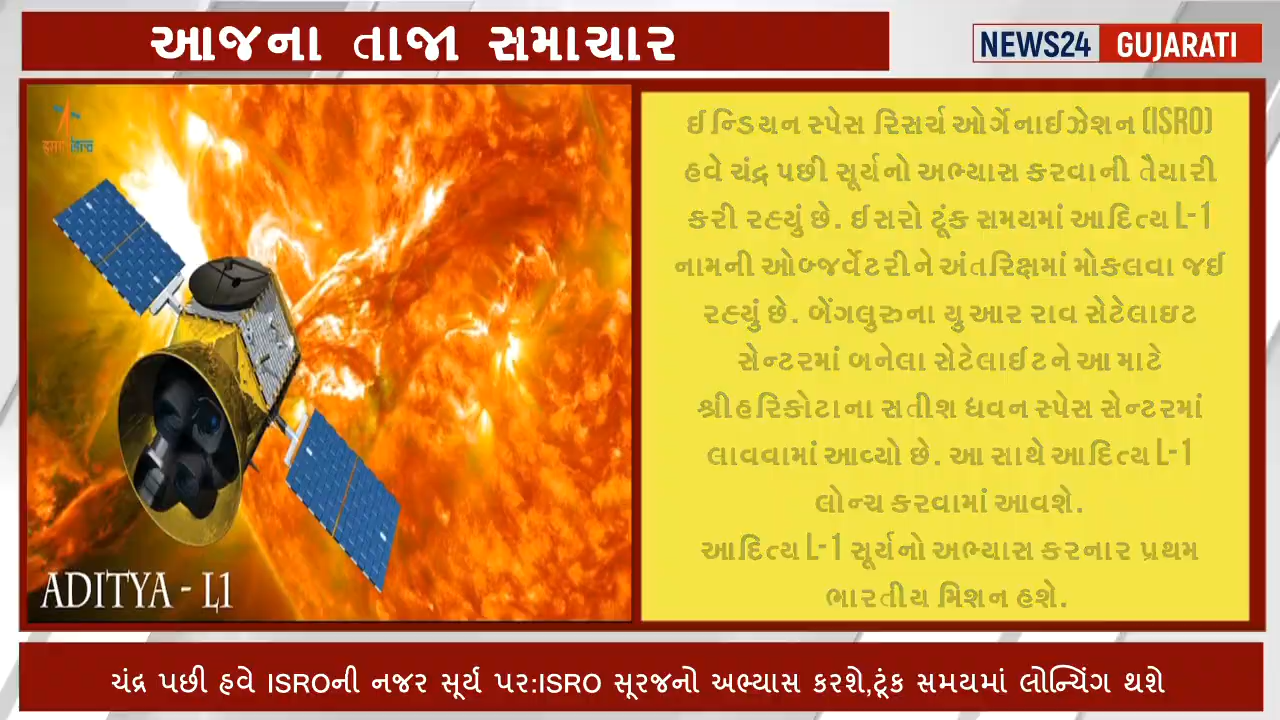 આજના તાજા સમાચાર
NEWS24 GUJARATI
ઈન્ડિયન સ્પેસ રિસર્ચ ઓર્ગેનાઈઝેશન (ISRO)
હવે ચંદ્ર પછી સૂર્યનો અભ્યાસ કરવાની તૈયારી
કરી રહ્યું છે. ઈસરો ટૂંક સમયમાં આદિત્ય L-1
નામની ઓબ્જર્વેટરીને અંતરિક્ષમાં મોકલવા જઈ
રહ્યું છે. બેંગલુરુના યુ આર રાવ સેટેલાઇટ
સેન્ટરમાં બનેલા સેટેલાઈટને આ માટે
શ્રીહરિકોટાના સતીશ ધવન સ્પેસ સેન્ટરમાં
લાવવામાં આવ્યો છે. આ સાથે આદિત્ય L-1
લોન્ચ કરવામાં આવશે.
આદિત્ય L-1 સૂર્યનો અભ્યાસ કરનાર પ્રથમ
ભારતીય મિશન હશે.
ADITYA - L1
ચંદ્ર પછી હવે ISROની નજર સૂર્ય પર:ISRO સૂરજનો અભ્યાસ કરશે,ટૂંક સમયમાં લોન્ચિંગ થશે